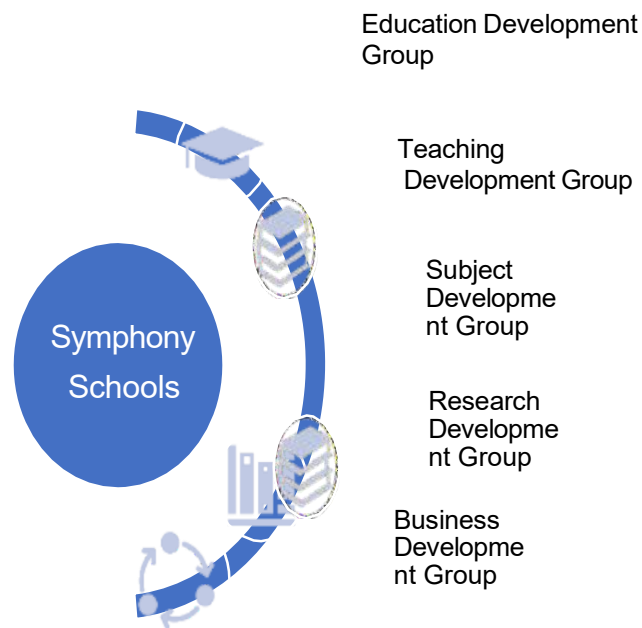 Education Development
Group
Teaching
Development Group
Subject
Developme
nt Group
Symphony
Schools
Research
Developme
nt Group
Business
Developme
nt Group